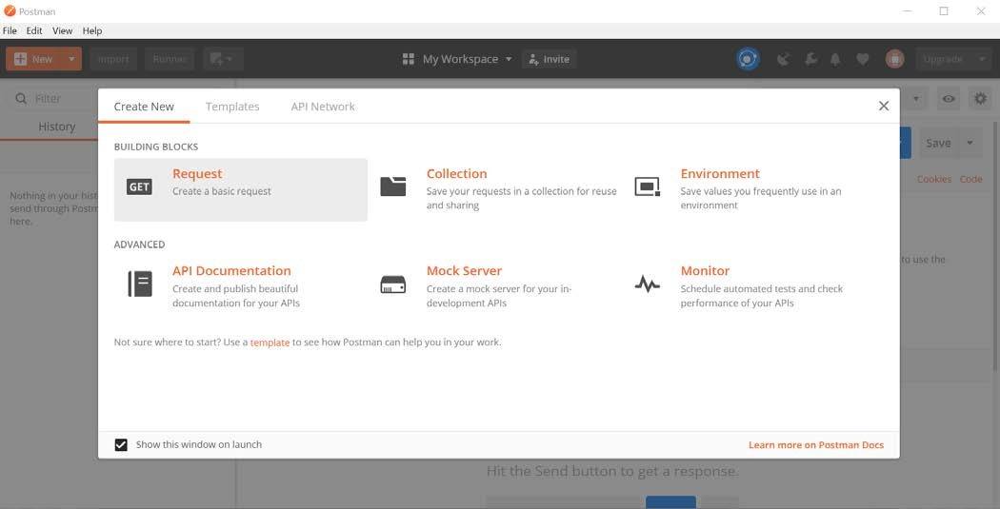 Postman
File Edit View Help
New Import Runner My Workspace Invite Upgrade
Filter
History
Save
Cookies Code
Nothing in your hist
send through Postm
here.
to use the
Create New Templates API Network
BUILDING BLOCKS
GET
Request
Create a basic request
Collection
Save your requests in a collection for reuse
and sharing
Environment
Save values you frequently use in an
environment
ADVANCED
API Documentation
Create and publish beautiful
documentation for your APIs
Mock Server
Create a mock server for your in-
development APIs
Monitor
Schedule automated tests and check
performance of your APIs
Not sure where to start? Use a template to see how Postman can help you in your work.
Show this window on launch
Learn more on Postman Docs
Hit the Send button to get a response.